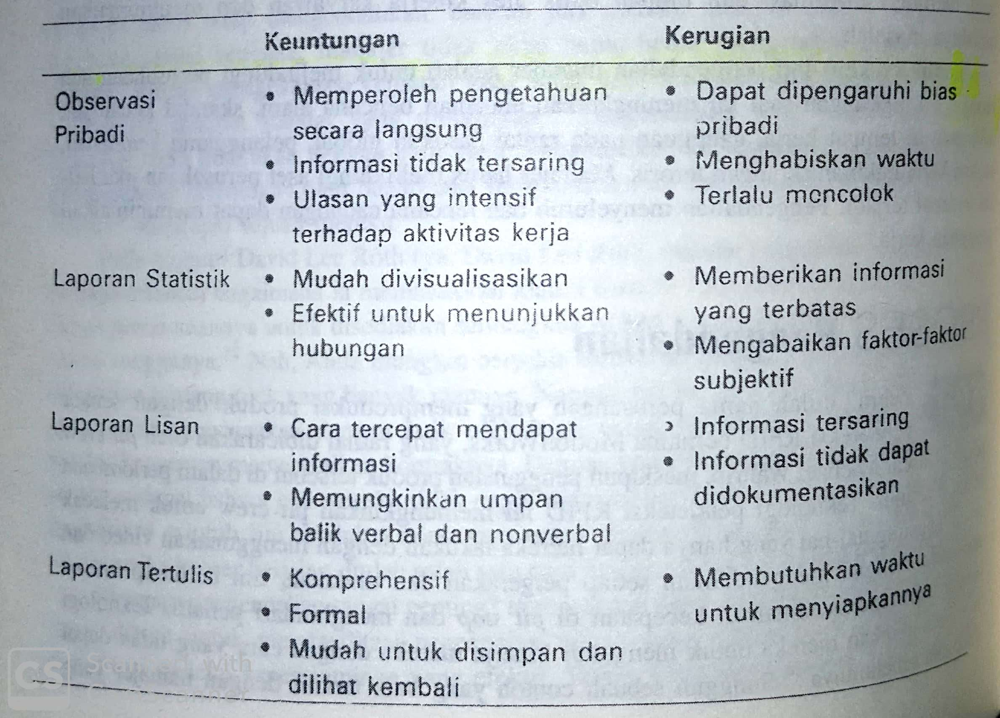 Keuntungan Kerugian
Observasi Pribadi
• Memperoleh pengetahuan
secara langsung
• Informasi tidak tersaring
• Ulasan yang intensif
terhadap aktivitas kerja
• Dapat dipengaruhi bias
pribadi
• Menghabiskan waktu
• Terlalu mencolok
Laporan Statistik
• Mudah divisualisasikan
• Efektif untuk menunjukkan
hubungan
• Memberikan informasi
yang terbatas
• Mengabaikan faktor-faktor
subjektif
Laporan Lisan
• Cara tercepat mendapat
informasi
• Memungkinkan umpan
balik verbal dan nonverbal
• Informasi tersaring
• Informasi tidak dapat
didokumentasikan
Laporan Tertulis
• Komprehensif
• Formal
• Mudah untuk disimpan dan
dilihat kembali
• Membutuhkan waktu
untuk menyiapkannya
CS Scanned with